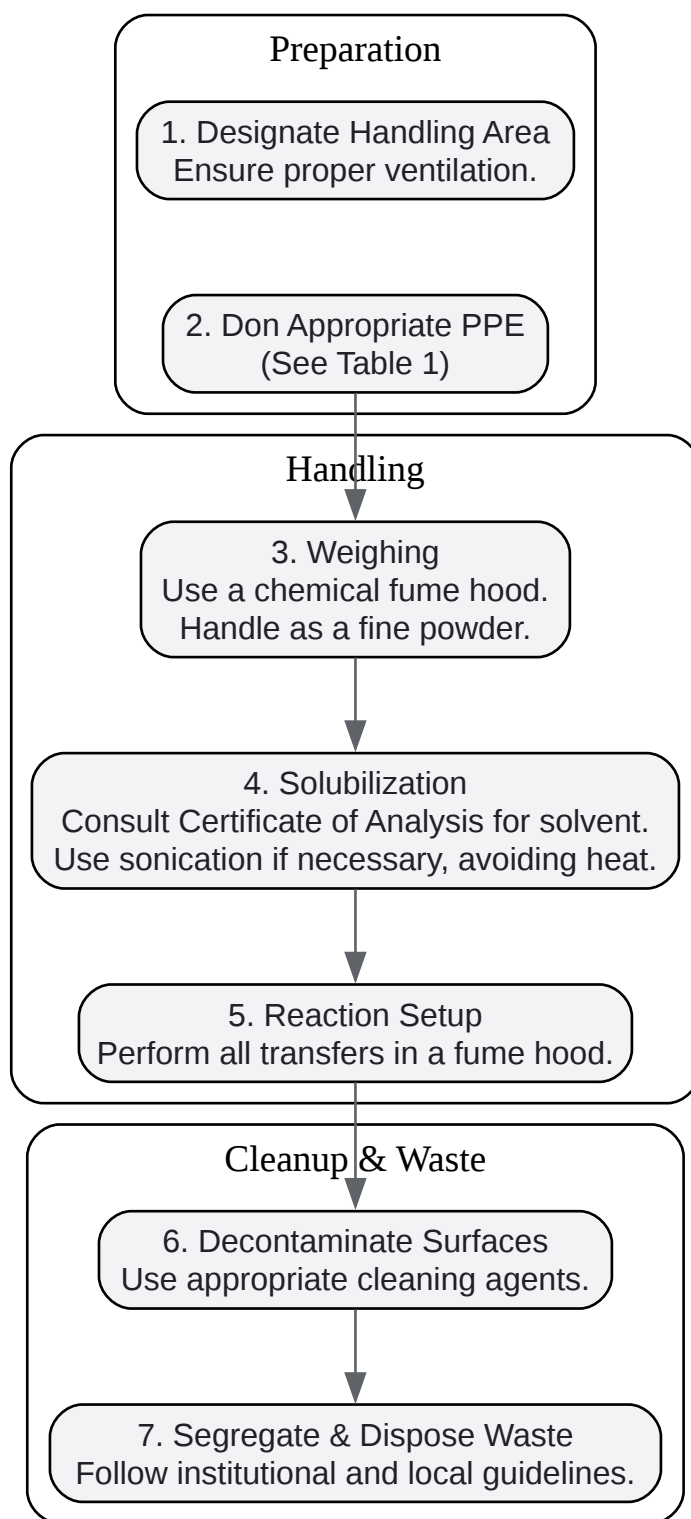 Preparation
1. Designate Handling Area
Ensure proper ventilation.
2. Don Appropriate PPE
(See Table 1)
Handling
3. Weighing
Use a chemical fume hood.
Handle as a fine powder.
4. Solubilization
Consult Certificate of Analysis for solvent.
Use sonication if necessary, avoiding heat.
5. Reaction Setup
Perform all transfers in a fume hood.
Cleanup & Waste
6. Decontaminate Surfaces
Use appropriate cleaning agents.
7. Segregate & Dispose Waste
Follow institutional and local guidelines.